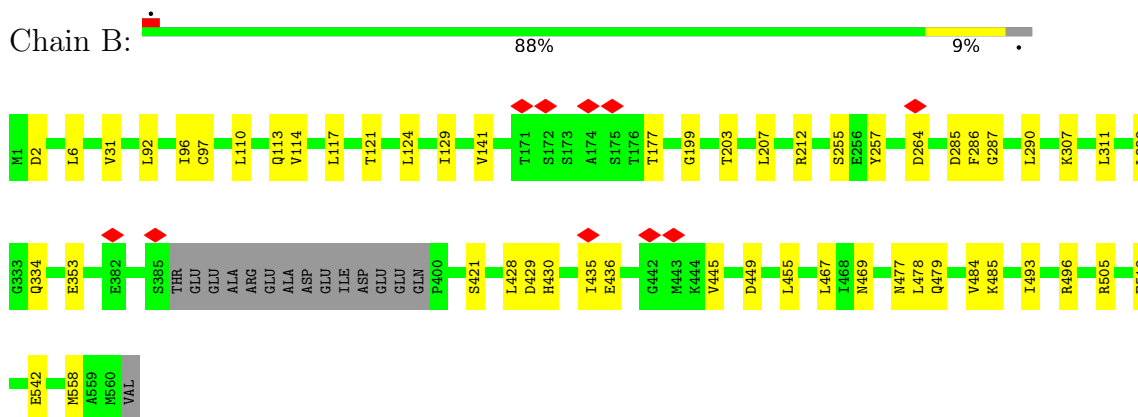 Chain B:
88%
9%
M1 D2 L6 V31 L92 I96 C97 L110 Q113 V114 L117 T121 L124 I129 V141 T171 S172 S173 A174 S175 T176 T177 G199 T203 L207 R212 S255 E256 Y257 D264 D285 F286 G287 L290 K307 L311
G333 Q334 E353 E382 S385 THR GLU GLU ALA ARG GLU ALA ASP GLU ILE ASP GLU GLU GLN P400 S421 L428 D429 H430 I435 E436 G442 M443 K444 V445 D449 L455 L467 I468 N469 N477 L478 Q479 V484 K485 I493 R496 R505
E542 M558 A559 M560 VAL